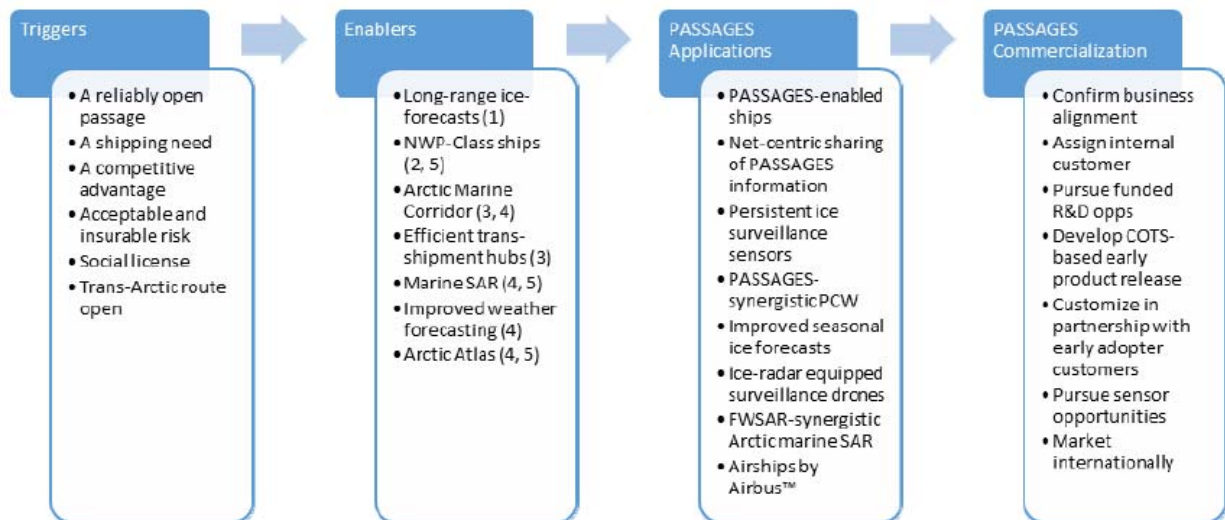 Triggers
• A reliably open
passage
• A shipping need
• A competitive
advantage
• Acceptable and
insurable risk
• Social license
• Trans-Arctic route
open
Enablers
• Long-range ice-
forecasts (1)
• NWP-Class ships
(2, 5)
• Arctic Marine
Corridor (3, 4)
• Efficient trans-
shipment hubs (3)
• Marine SAR (4, 5)
• Improved weather
forecasting (4)
• Arctic Atlas (4, 5)
PASSAGES
Applications
• PASSAGES-enabled
ships
• Net-centric sharing
of PASSAGES
information
• Persistent ice
surveillance
sensors
• PASSAGES-
synergistic PCW
• Improved seasonal
ice forecasts
• Ice-radar equipped
surveillance drones
• FWSAR-synergistic
Arctic marine SAR
• Airships by
Airbus™
PASSAGES
Commercialization
• Confirm business
alignment
• Assign internal
customer
• Pursue funded
R&D opps
• Develop COTS-
based early
product release
• Customize in
partnership with
early adopter
customers
• Pursue sensor
opportunities
• Market
internationally